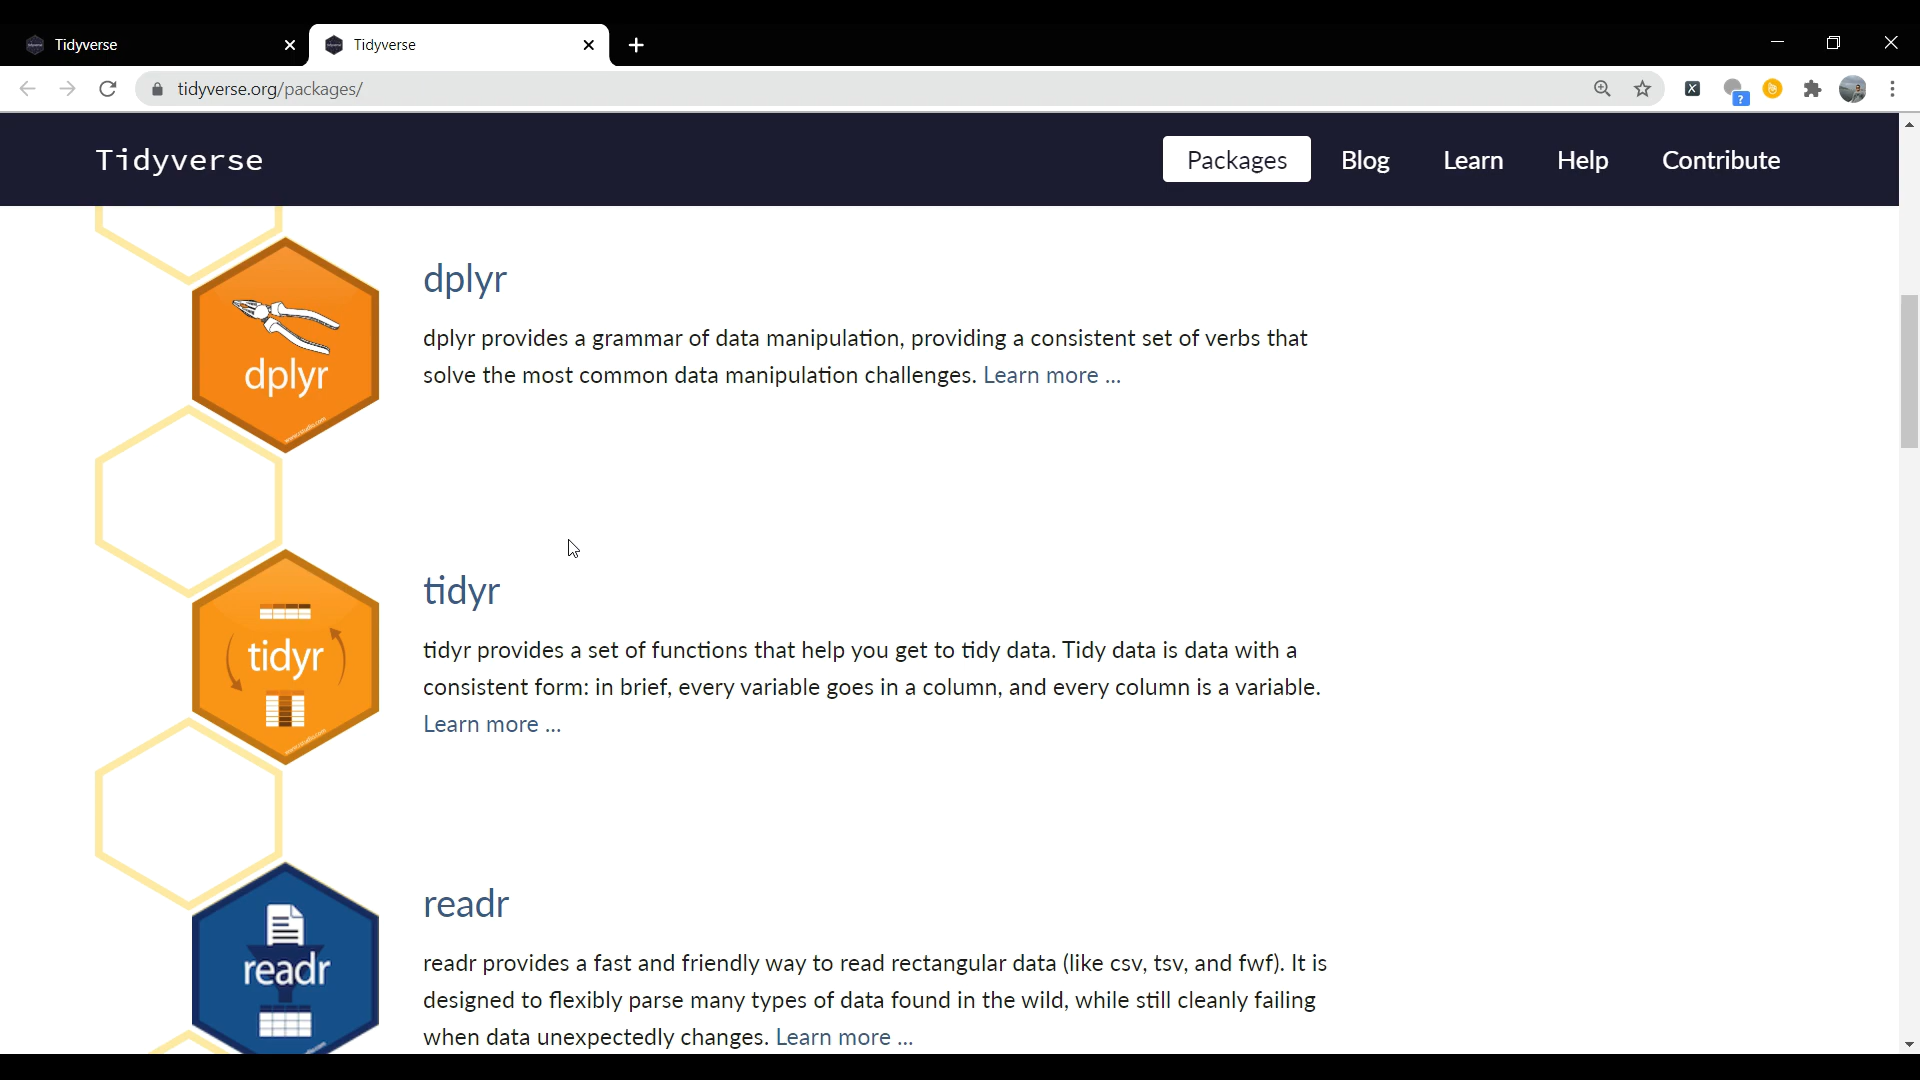 Tidyverse
Tidyverse
tidyverse.org/packages/
Tidyverse
Packages
Blog
Learn
Help
Contribute
dplyr
dplyr
dplyr provides a grammar of data manipulation, providing a consistent set of verbs that
solve the most common data manipulation challenges. Learn more ...
tidyr
tidyr
tidyr provides a set of functions that help you get to tidy data. Tidy data is data with a
consistent form: in brief, every variable goes in a column, and every column is a variable.
Learn more ...
readr
readr
readr provides a fast and friendly way to read rectangular data (like csv, tsv, and fwf). It is
designed to flexibly parse many types of data found in the wild, while still cleanly failing
when data unexpectedly changes. Learn more ...